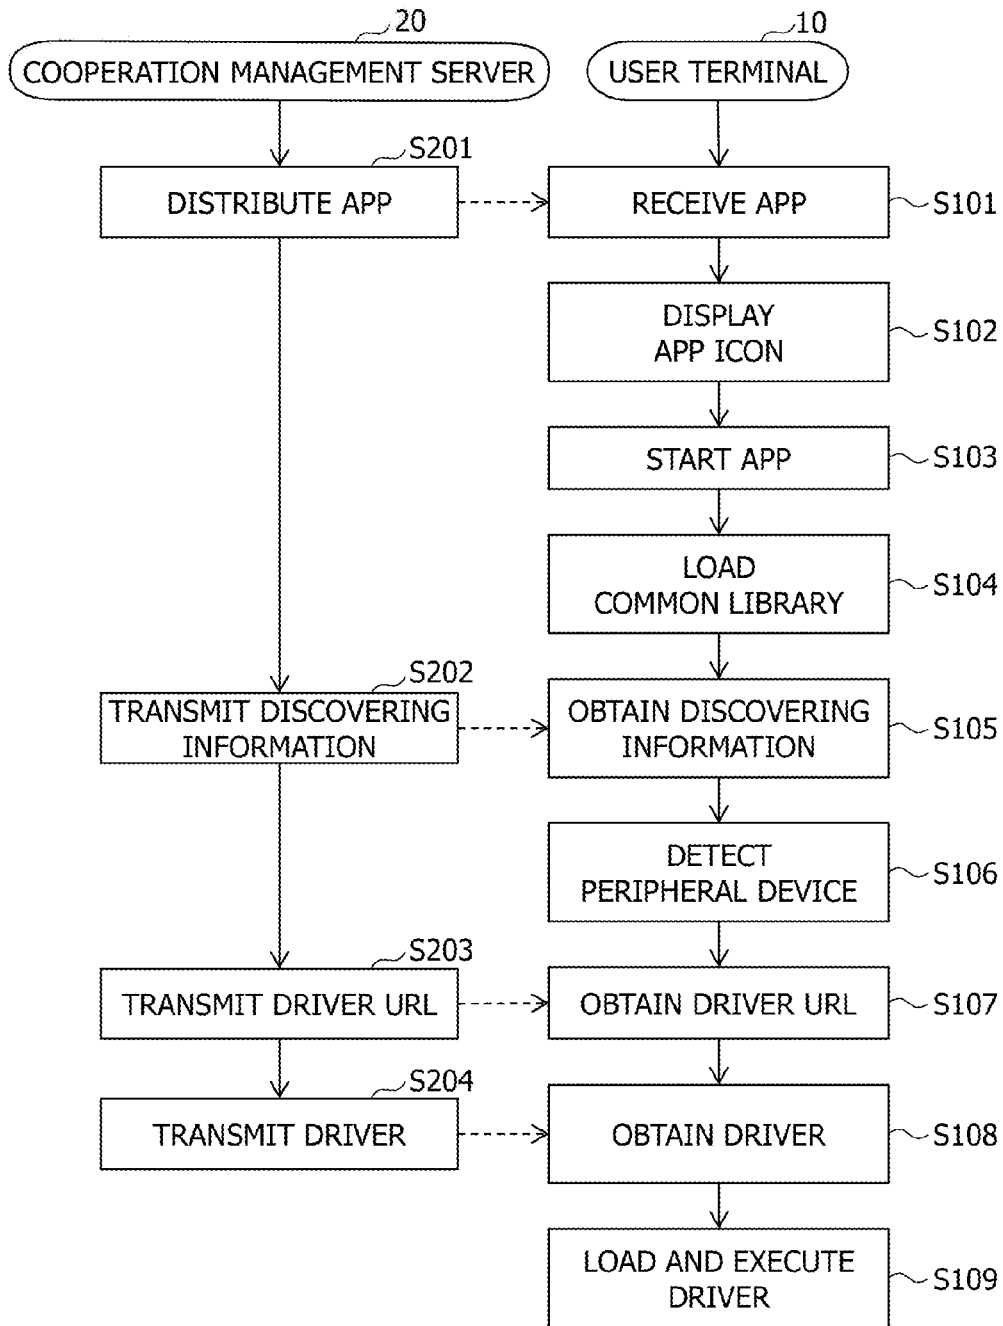 20
10
COOPERATION MANAGEMENT SERVER
USER TERMINAL
S201
DISTRIBUTE APP
RECEIVE APP
S101
DISPLAY
APP ICON
S102
START APP
S103
LOAD
COMMON LIBRARY
S104
S202
TRANSMIT DISCOVERING
INFORMATION
OBTAIN DISCOVERING
INFORMATION
S105
DETECT
PERIPHERAL DEVICE
S106
S203
TRANSMIT DRIVER URL
OBTAIN DRIVER URL
S107
S204
TRANSMIT DRIVER
OBTAIN DRIVER
S108
LOAD AND EXECUTE
DRIVER
S109